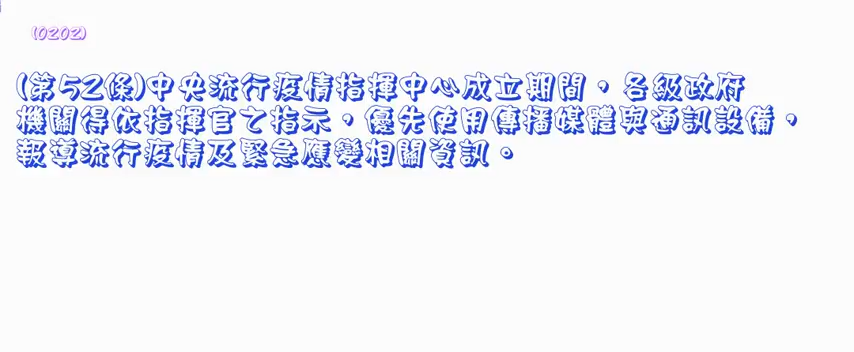 (0202)
(第52條)中央流行疫情指揮中心成立期間，各級政府
機關得依指揮官之指示，優先使用傳播媒體與通訊設備，
報導流行疫情及緊急應變相關資訊。